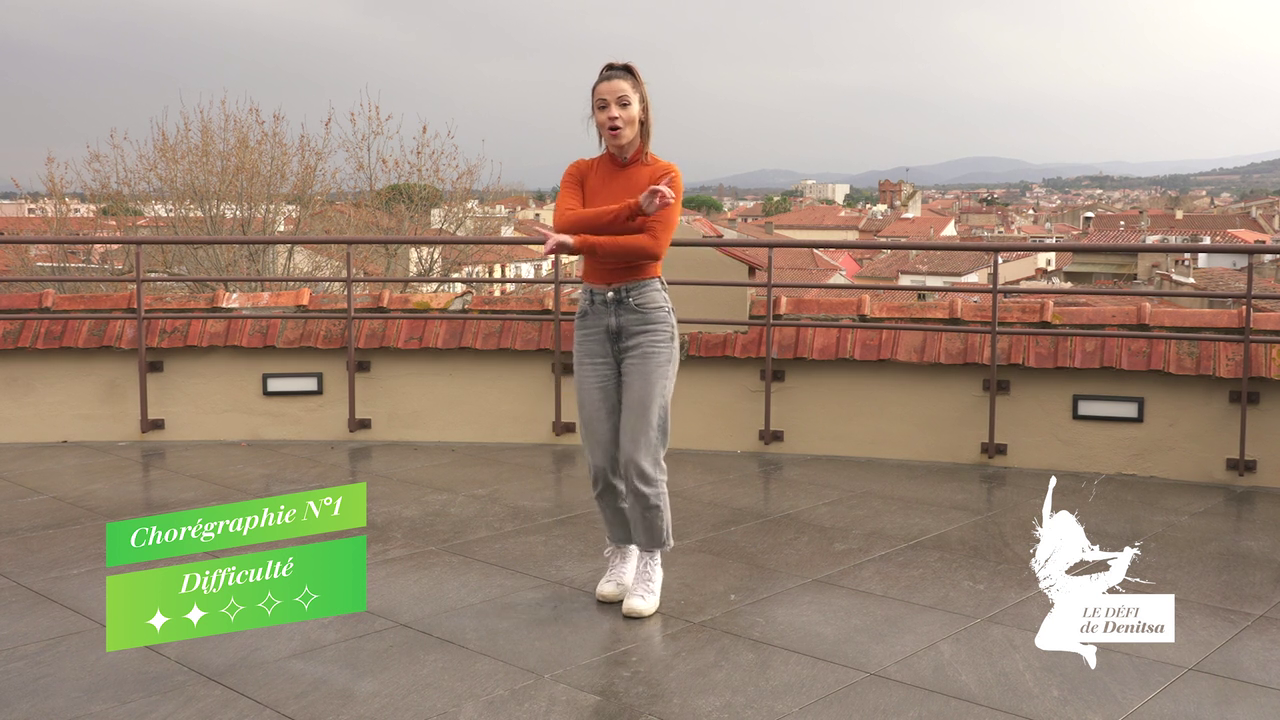 Chorégraphie N°1
Difficulté
LE DÉFI
de Denitsa